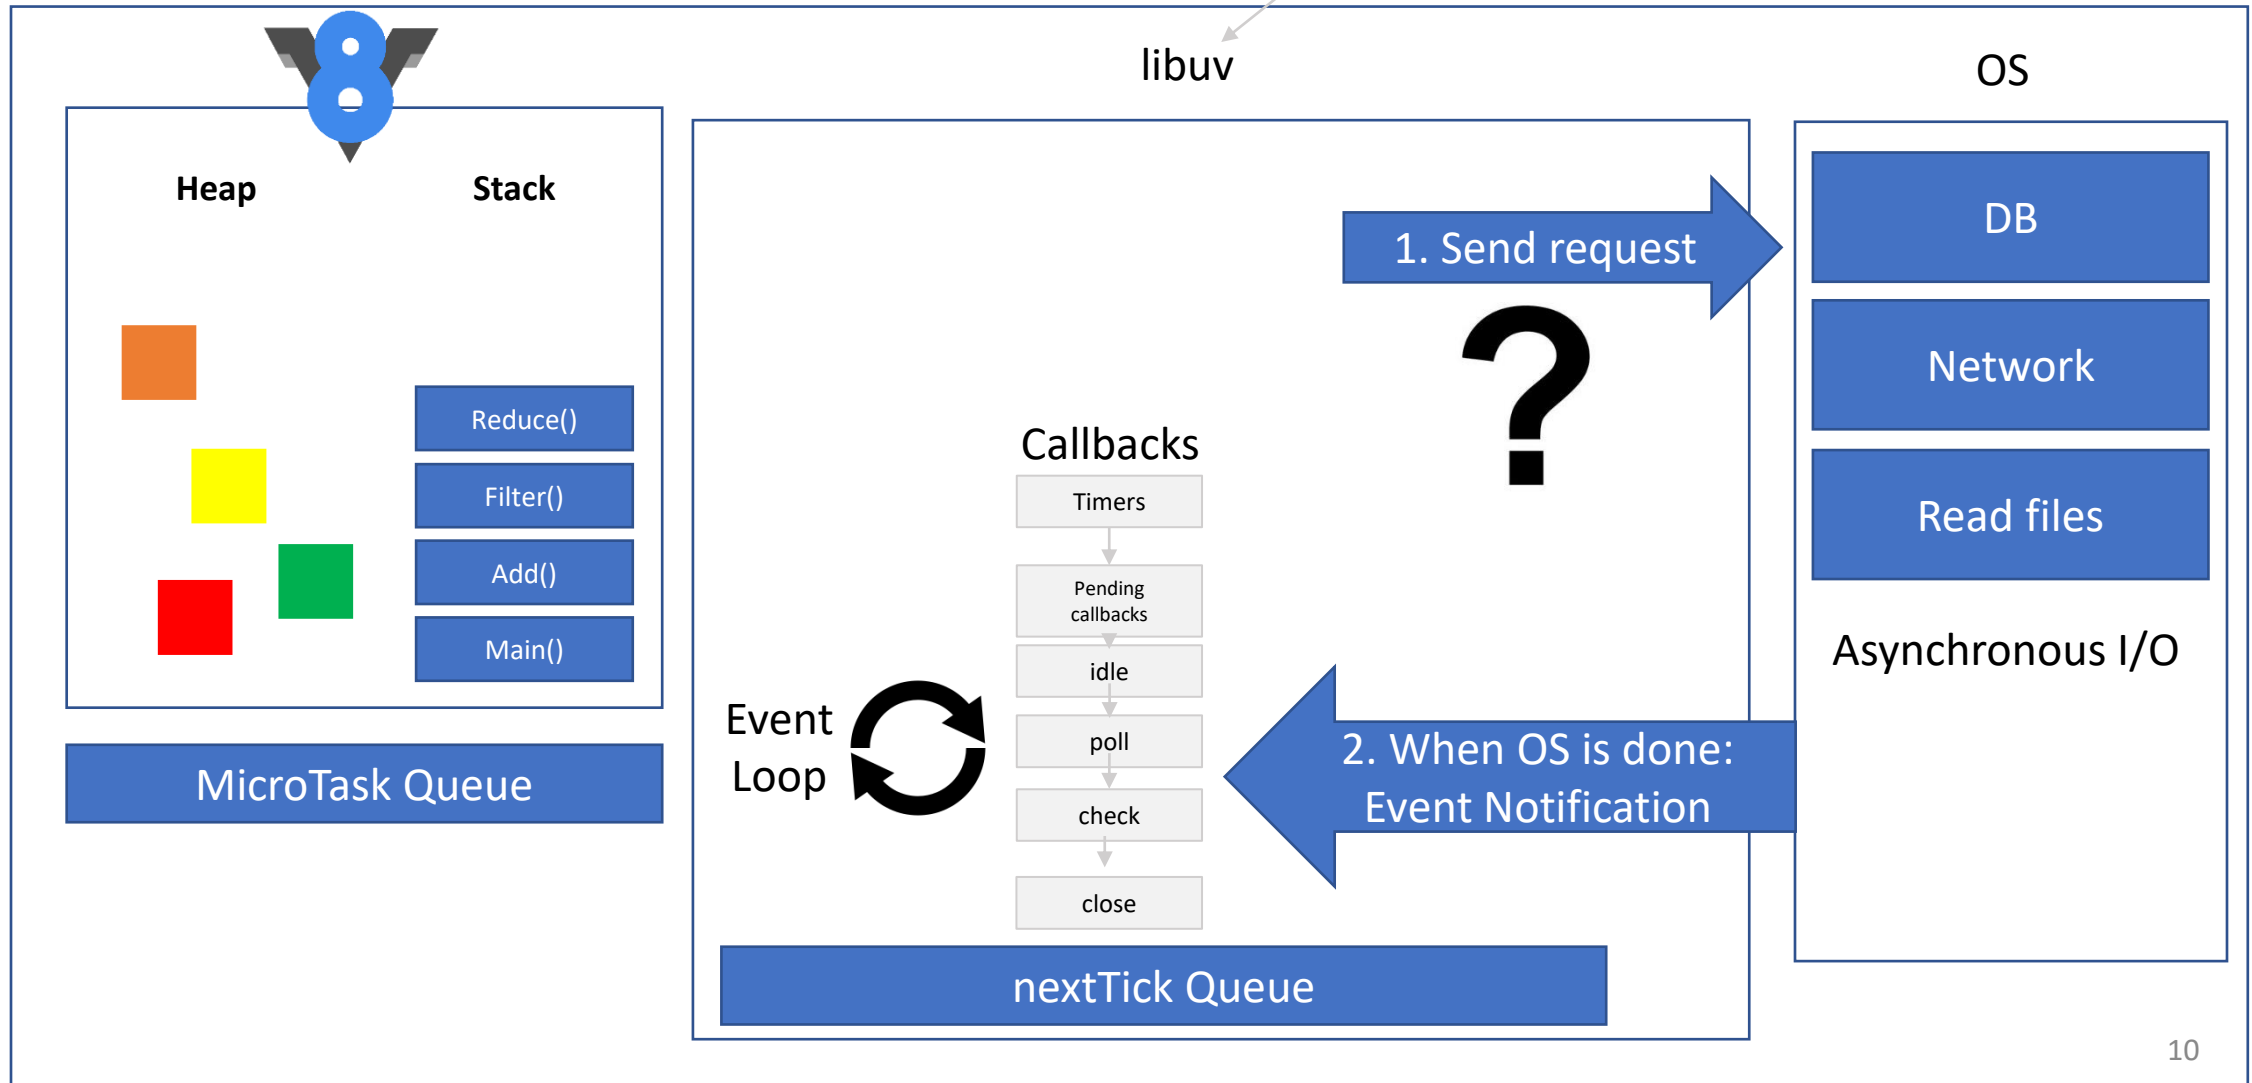 8
libuv
OS
Heap
Stack
Reduce()
Filter()
Add()
Main()
MicroTask Queue
1. Send request
?
Callbacks
Timers
Pending
callbacks
idle
poll
check
close
Event
Loop
2. When OS is done:
Event Notification
nextTick Queue
DB
Network
Read files
Asynchronous I/O
10